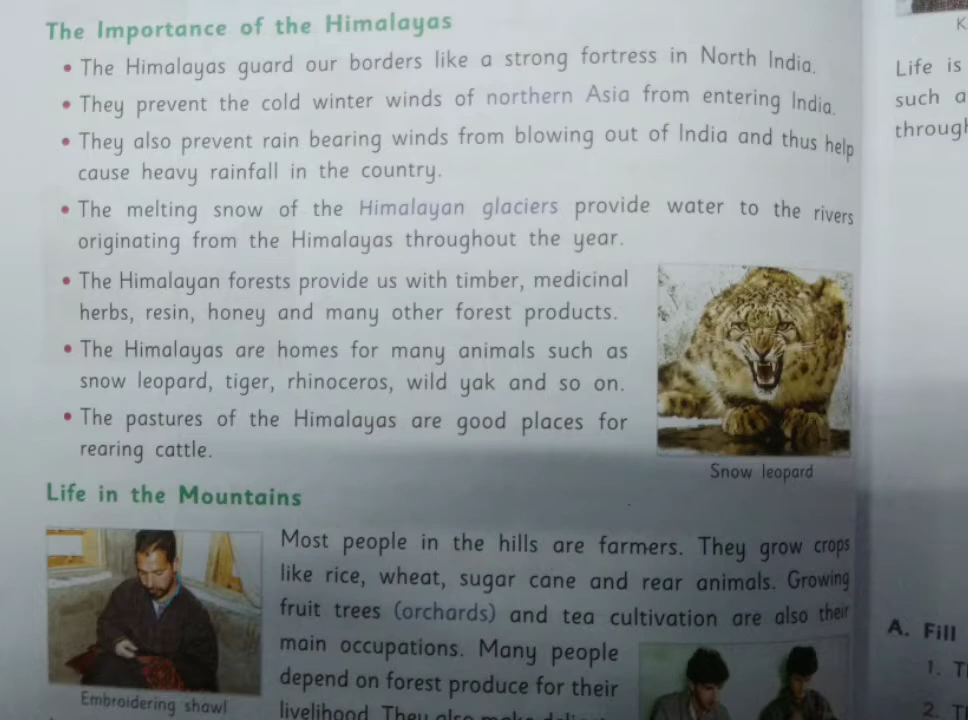 The Importance of the Himalayas
• The Himalayas guard our borders like a strong fortress in North India.
• They prevent the cold winter winds of northern Asia from entering India.
• They also prevent rain bearing winds from blowing out of India and thus help
cause heavy rainfall in the country.
• The melting snow of the Himalayan glaciers provide water to the rivers
originating from the Himalayas throughout the year.
• The Himalayan forests provide us with timber, medicinal
herbs, resin, honey and many other forest products.
• The Himalayas are homes for many animals such as
snow leopard, tiger, rhinoceros, wild yak and so on.
• The pastures of the Himalayas are good places for
rearing cattle.
Snow leopard
Life in the Mountains
Most people in the hills are farmers. They grow crops
like rice, wheat, sugar cane and rear animals. Growing
fruit trees (orchards) and tea cultivation are also their
main occupations. Many people
depend on forest produce for their
livelihood. They also make
Embroidering shawl
Life is
such a
through
A. Fill
1.
2.